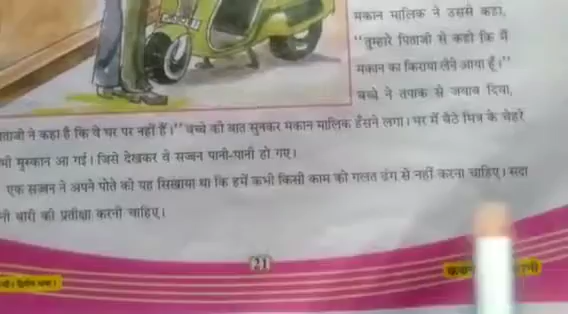 मकान मालिक ने उससे कहा,
"तुम्हारे पिताजी से कहो कि मैं
मकान का किराया लेने आया हूँ।"
बच्चे ने तपाक से जवाब दिया,
ताजी ने कहा है कि वे घर पर नहीं हैं।" बच्चे की बात सुनकर मकान मालिक हँसने लगा। घर में बैठे मित्र के चेहरे
भी मुस्कान आ गई। जिसे देखकर वे सज्जन पानी-पानी हो गए।
एक सज्जन ने अपने पोते को यह सिखाया था कि हमें कभी किसी काम को गलत ढंग से नहीं करना चाहिए। सदा
नी बारी की प्रतीक्षा करनी चाहिए।
21